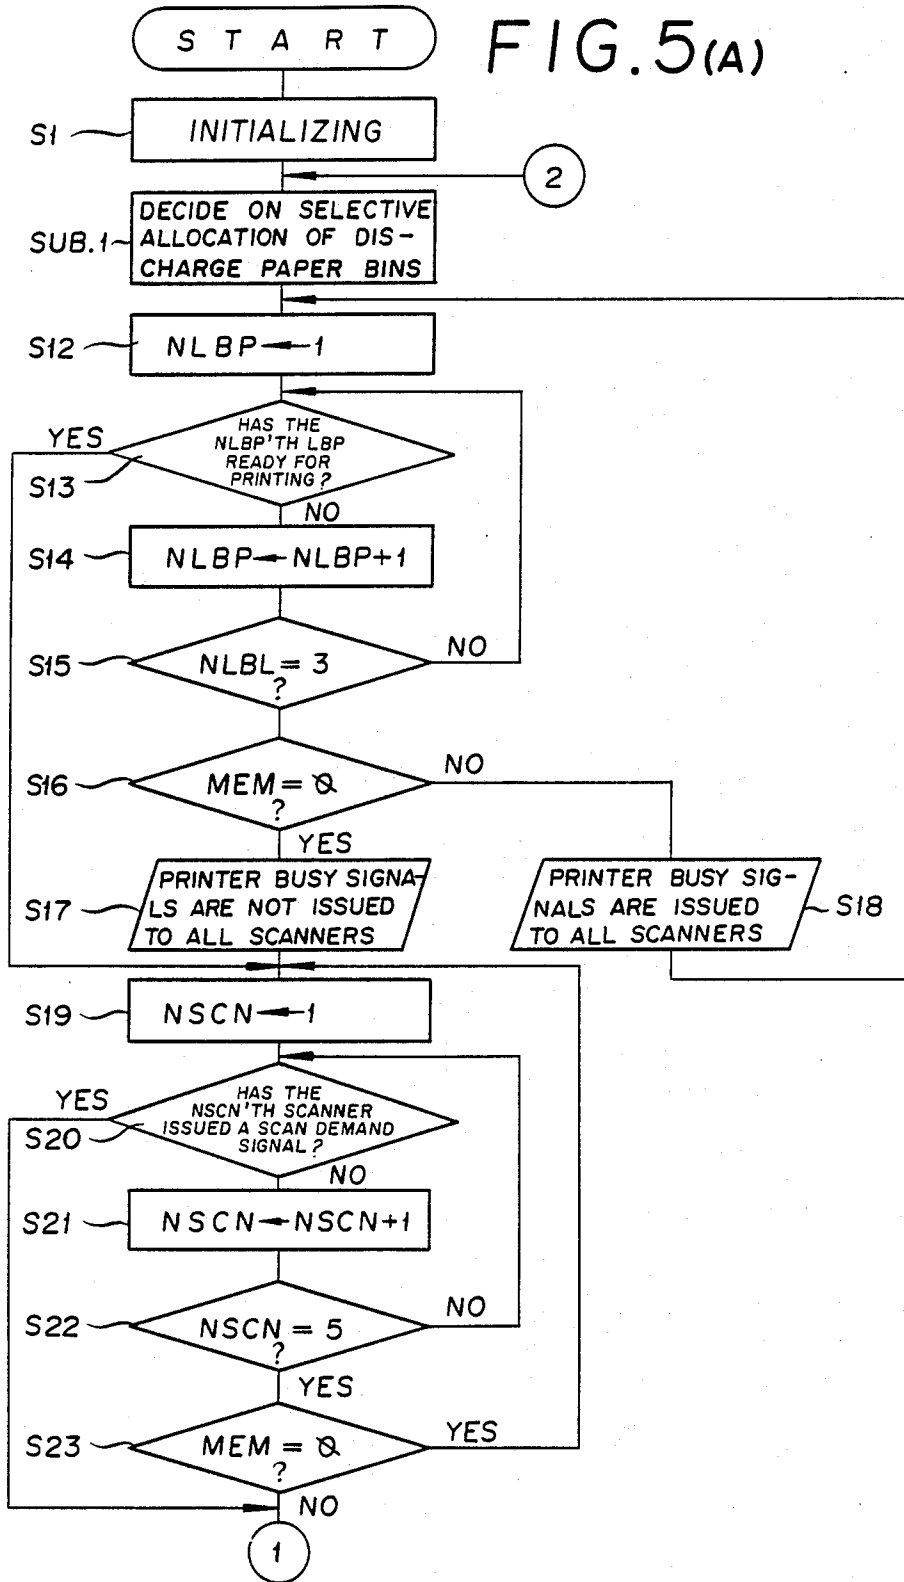 START
FIG.5(A)
S1
INITIALIZING
2
SUB.1
DECIDE ON SELECTIVE
ALLOCATION OF DIS-
CHARGE PAPER BINS
S12
NLBP←1
YES
HAS THE
NLBP'TH LBP
READY FOR
PRINTING?
S13
NO
S14
NLBP←NLBP+1
S15
NLBL=3
?
NO
S16
MEM=0
?
NO
YES
S17
PRINTER BUSY SIGNA-
LS ARE NOT ISSUED
TO ALL SCANNERS
PRINTER BUSY SIG-
NALS ARE ISSUED
TO ALL SCANNERS
S18
S19
NSCN←1
YES
HAS THE
NSCN'TH SCANNER
ISSUED A SCAN DEMAND
SIGNAL?
S20
NO
S21
NSCN←NSCN+1
S22
NSCN=5
?
NO
YES
S23
MEM=0
?
YES
NO
1